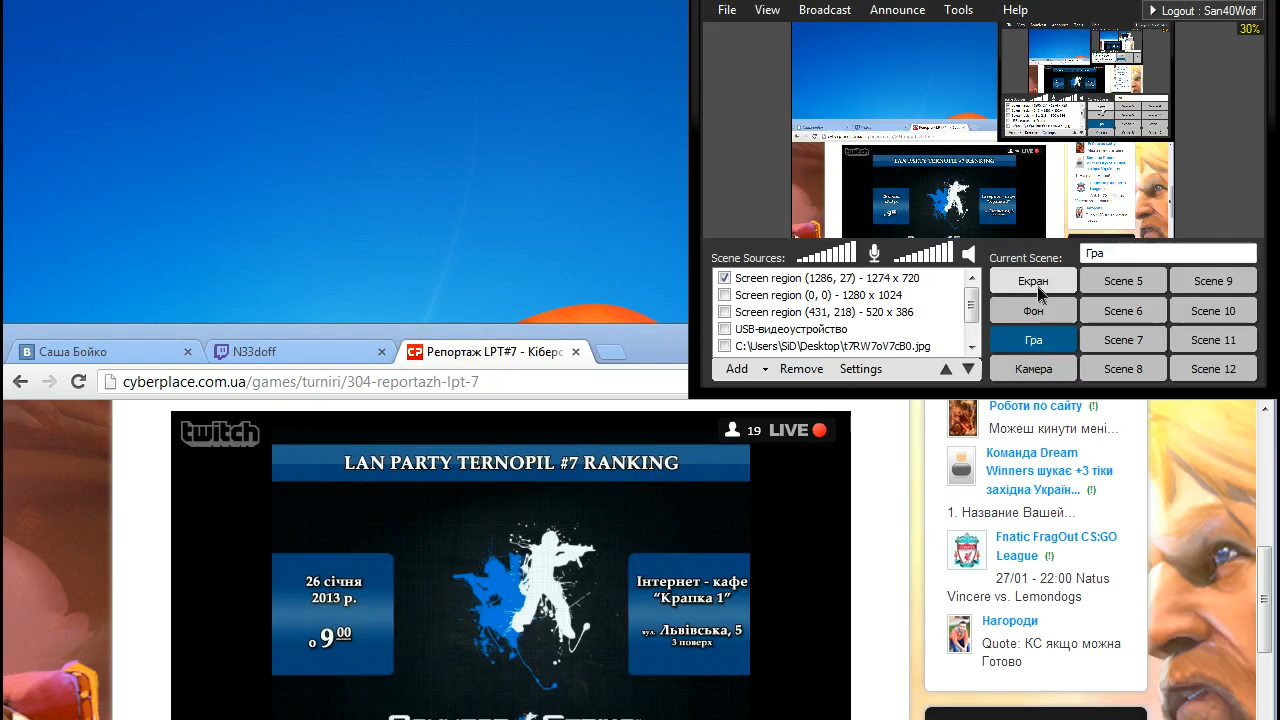 File View Broadcast Announce Tools Help Logout : San40Wolf
30%
Scene Sources:
Current Scene: Гра
Screen region (1286, 27) - 1274 x 720
Screen region (0, 0) - 1280 x 1024
Screen region (431, 218) - 520 x 386
USB-видеоустройство
C:\Users\SiD\Desktop\t7RW7oV7cB0.jpg
Add Remove Settings
Екран Scene 5 Scene 9
Фон Scene 6 Scene 10
Гра Scene 7 Scene 11
Камера Scene 8 Scene 12
Саша Бойко
N33doff
Репортаж LPT#7 - Кіберс
cyberplace.com.ua/games/turniri/304-reportazh-lpt-7
twitch
19 LIVE
LAN PARTY TERNOPIL #7 RANKING
26 січня
2013 р.
о 9 00
Інтернет - кафе
“Крапка 1”
вул. Львівська, 5
3 поверх
Роботи по сайту (!)
Можеш кинути мені...
Команда Dream
Winners шукає +3 тіки
західна Україн... (!)
1. Название Вашей...
Fnatic FragOut CS:GO
League (!)
27/01 - 22:00 Natus
Vincere vs. Lemondogs
Нагороди
Quote: КС якщо можна
Готово